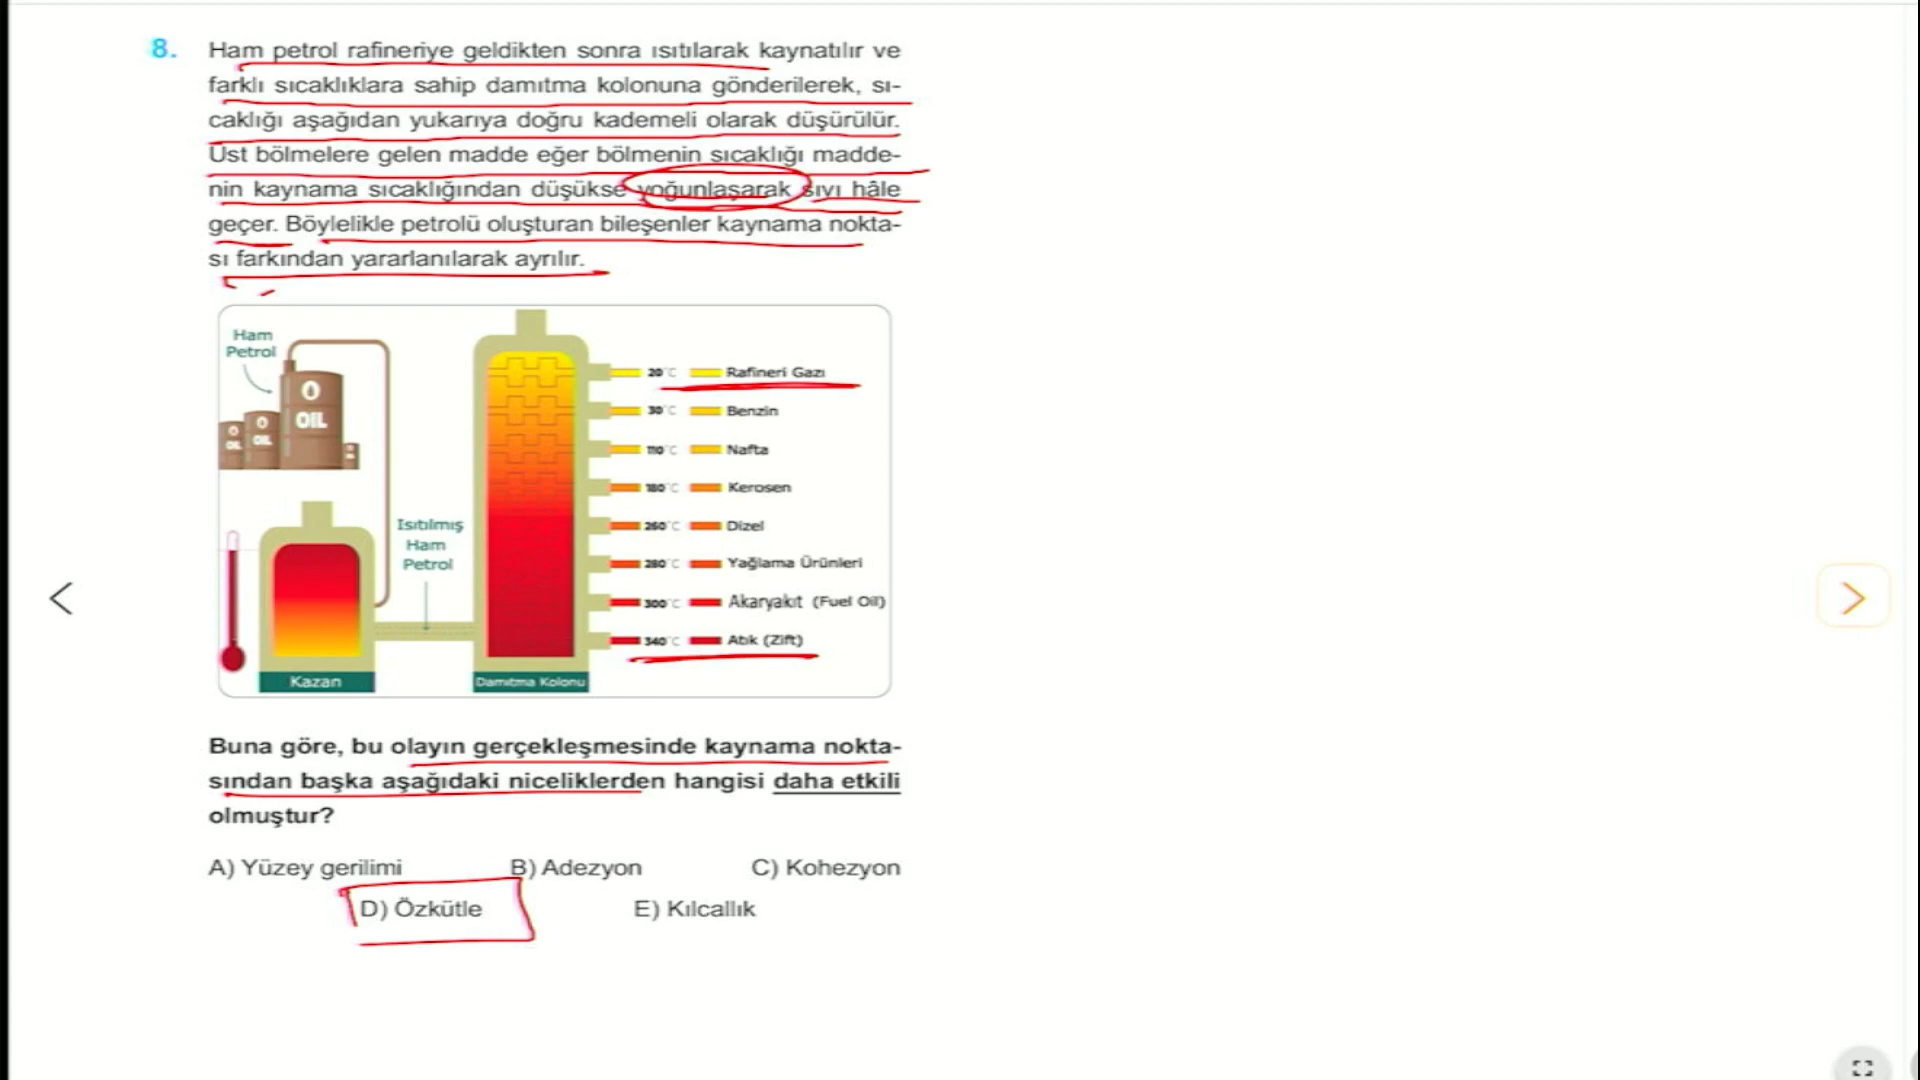 8. Ham petrol rafineriye geldikten sonra ısıtılarak kaynatılır ve
farklı sıcaklıklara sahip damıtma kolonuna gönderilerek, sı-
caklığı aşağıdan yukarıya doğru kademeli olarak düşürülür.
Üst bölmelere gelen madde eğer bölmenin sıcaklığı madde-
nin kaynama sıcaklığından düşükse yoğunlaşarak sıvı hâle
geçer. Böylelikle petrolü oluşturan bileşenler kaynama nokta-
sı farkından yararlanılarak ayrılır.
Ham
Petrol
OIL
OIL
OIL
Isıtılmış
Ham
Petrol
Kazan
Damıtma Kolonu
20°C Rafineri Gazı
30°C Benzin
110°C Nafta
180°C Kerosen
260°C Dizel
280°C Yağlama Ürünleri
300°C Akaryakıt (Fuel Oil)
340°C Atık (Zift)
Buna göre, bu olayın gerçekleşmesinde kaynama nokta-
sından başka aşağıdaki niceliklerden hangisi daha etkili
olmuştur?
A) Yüzey gerilimi B) Adezyon C) Kohezyon
D) Özkütle E) Kılcallık